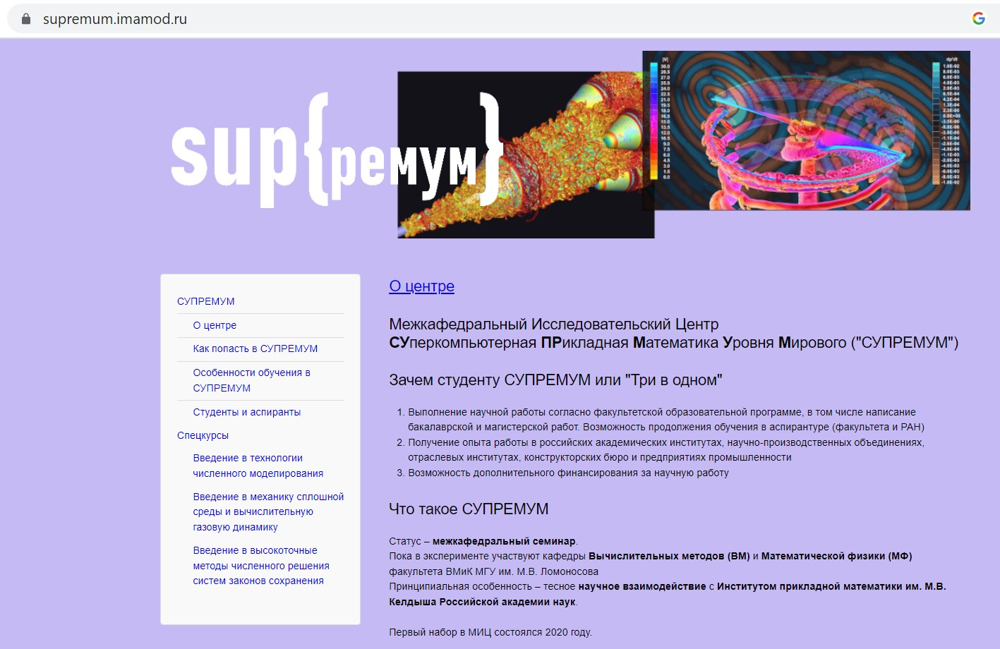 supremum.imamod.ru
sup{ремум}
|V|
30.0
28.5
27.0
25.5
24.0
22.5
21.0
19.5
18.0
16.5
15.0
13.5
12.0
10.5
9.0
7.5
6.0
4.5
3.0
1.5
0.0
dp'dt
СУПРЕМУМ
О центре
Как попасть в СУПРЕМУМ
Особенности обучения в
СУПРЕМУМ
Студенты и аспиранты
Спецкурсы
Введение в технологии
численного моделирования
Введение в механику сплошной
среды и вычислительную
газовую динамику
Введение в высокоточные
методы численного решения
систем законов сохранения
О центре
Межкафедральный Исследовательский Центр
СУперкомпьютерная ПРикладная Математика Уровня Мирового ("СУПРЕМУМ")
Зачем студенту СУПРЕМУМ или "Три в одном"
1. Выполнение научной работы согласно факультетской образовательной программе, в том числе написание
бакалаврской и магистерской работ. Возможность продолжения обучения в аспирантуре (факультета и РАН)
2. Получение опыта работы в российских академических институтах, научно-производственных объединениях,
отраслевых институтах, конструкторских бюро и предприятиях промышленности
3. Возможность дополнительного финансирования за научную работу
Что такое СУПРЕМУМ
Статус – межкафедральный семинар.
Пока в эксперименте участвуют кафедры Вычислительных методов (ВМ) и Математической физики (МФ)
факультета ВМиК МГУ им. М.В. Ломоносова
Принципиальная особенность – тесное научное взаимодействие с Институтом прикладной математики им. М.В.
Келдыша Российской академии наук.
Первый набор в МИЦ состоялся 2020 году.